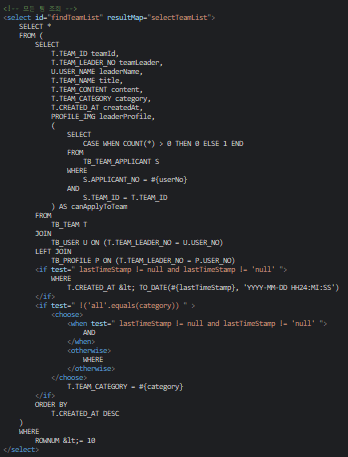 <!-- 모든 팀 조회 -->
<select id="findTeamList" resultMap="selectTeamList">
SELECT *
FROM (
SELECT
T.TEAM_ID teamId,
T.TEAM_LEADER_NO teamLeader,
U.USER_NAME leaderName,
T.TEAM_NAME title,
T.TEAM_CONTENT content,
T.TEAM_CATEGORY category,
T.CREATED_AT createdAt,
PROFILE_IMG leaderProfile,
(
SELECT
CASE WHEN COUNT(*) > 0 THEN 0 ELSE 1 END
FROM
TB_TEAM_APPLICANT S
WHERE
S.APPLICANT_NO = #{userNo}
AND
S.TEAM_ID = T.TEAM_ID
) AS canApplyToTeam
FROM
TB_TEAM T
JOIN
TB_USER U ON (T.TEAM_LEADER_NO = U.USER_NO)
LEFT JOIN
TB_PROFILE P ON (T.TEAM_LEADER_NO = P.USER_NO)
<if test=" lastTimeStamp != null and lastTimeStamp != 'null' ">
WHERE
T.CREATED_AT &lt; TO_DATE(#{lastTimeStamp}, 'YYYY-MM-DD HH24:MI:SS')
</if>
<if test=" !('all'.equals(category)) " >
<choose>
<when test=" lastTimeStamp != null and lastTimeStamp != 'null' ">
AND
</when>
<otherwise>
WHERE
</otherwise>
</choose>
T.TEAM_CATEGORY = #{category}
</if>
ORDER BY
T.CREATED_AT DESC
)
WHERE
ROWNUM &lt;= 10
</select>